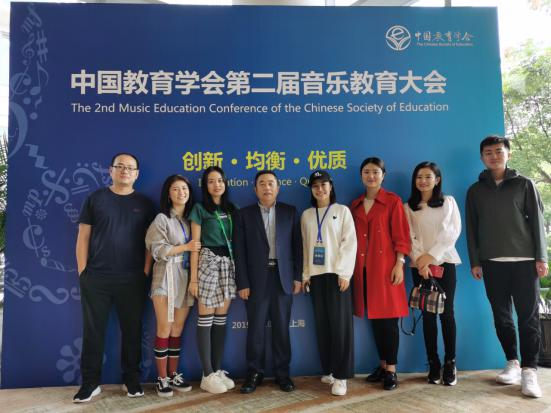 中国教育学会
The Chinese Society of Education
中国教育学会第二届音乐教育大会
The 2nd Music Education Conference of the Chinese Society of Education
创新·均衡·优质
上海